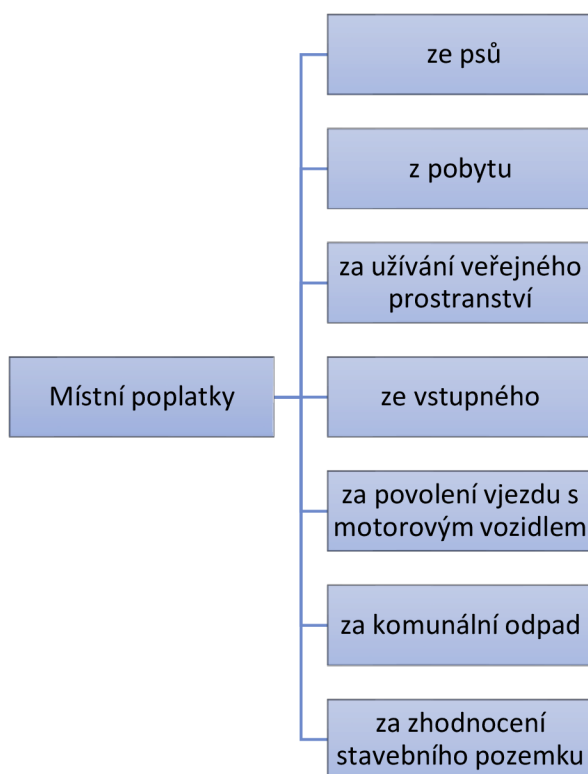 ze psů
z pobytu
za užívání veřejného
prostranství
Místní poplatky
ze vstupného
za povolení vjezdu s
motorovým vozidlem
za komunální odpad
za zhodnocení
stavebního pozemku